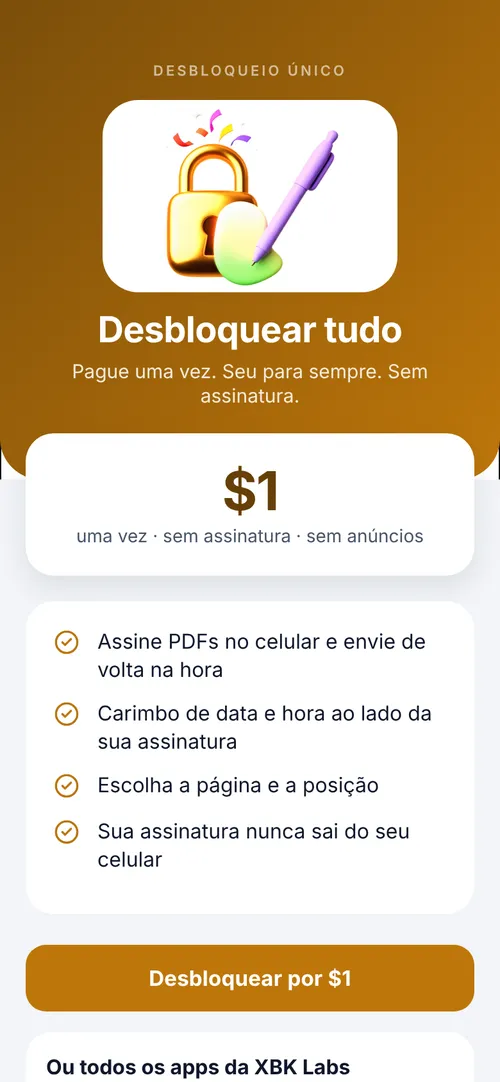 DESBLOQUEIO ÚNICO
Desbloquear tudo
Pague uma vez. Seu para sempre. Sem
assinatura.
$1
uma vez · sem assinatura · sem anúncios
Assine PDFs no celular e envie de
volta na hora
Carimbo de data e hora ao lado da
sua assinatura
Escolha a página e a posição
Sua assinatura nunca sai do seu
celular
Desbloquear por $1
Ou todos os apps da XBK Labs